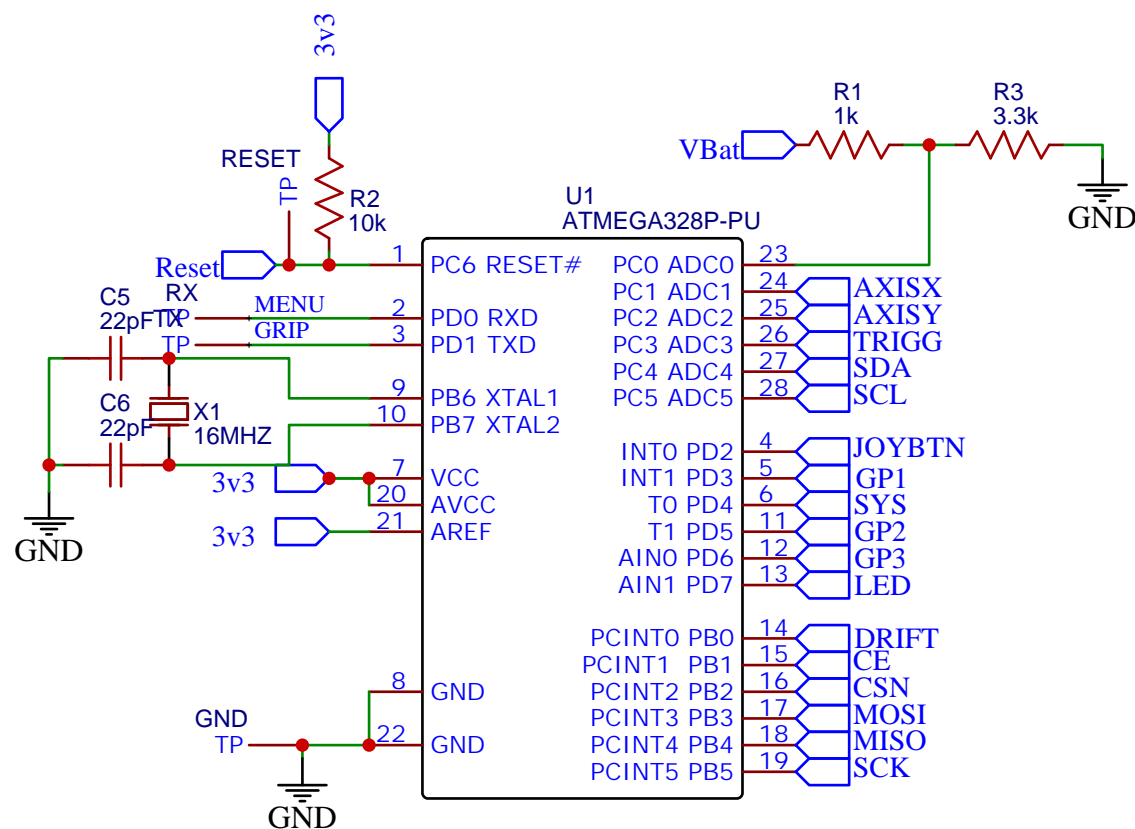 3v3
R1
1k
R3
3.3k
VBat
RESET
TP
R2
10k
GND
U1
ATMEGA328P-PU
Reset
1
PC6 RESET#
PC0 ADC0
23
C5
22pF
RX
TP
MENU
2
PD0 RXD
PC1 ADC1
24
AXISX
TX
TP
GRIP
3
PD1 TXD
PC2 ADC2
25
AXISY
PC3 ADC3
26
TRIGG
PC4 ADC4
27
SDA
9
PB6 XTAL1
PC5 ADC5
28
SCL
C6
22pF
X1
16MHZ
10
PB7 XTAL2
INT0 PD2
4
JOYBTN
3v3
7
VCC
INT1 PD3
5
GP1
20
AVCC
T0 PD4
6
SYS
3v3
21
AREF
T1 PD5
11
GP2
GND
AIN0 PD6
12
GP3
AIN1 PD7
13
LED
PCINT0 PB0
14
DRIFT
PCINT1 PB1
15
CE
8
GND
PCINT2 PB2
16
CSN
GND
TP
PCINT3 PB3
17
MOSI
22
GND
PCINT4 PB4
18
MISO
PCINT5 PB5
19
SCK
GND